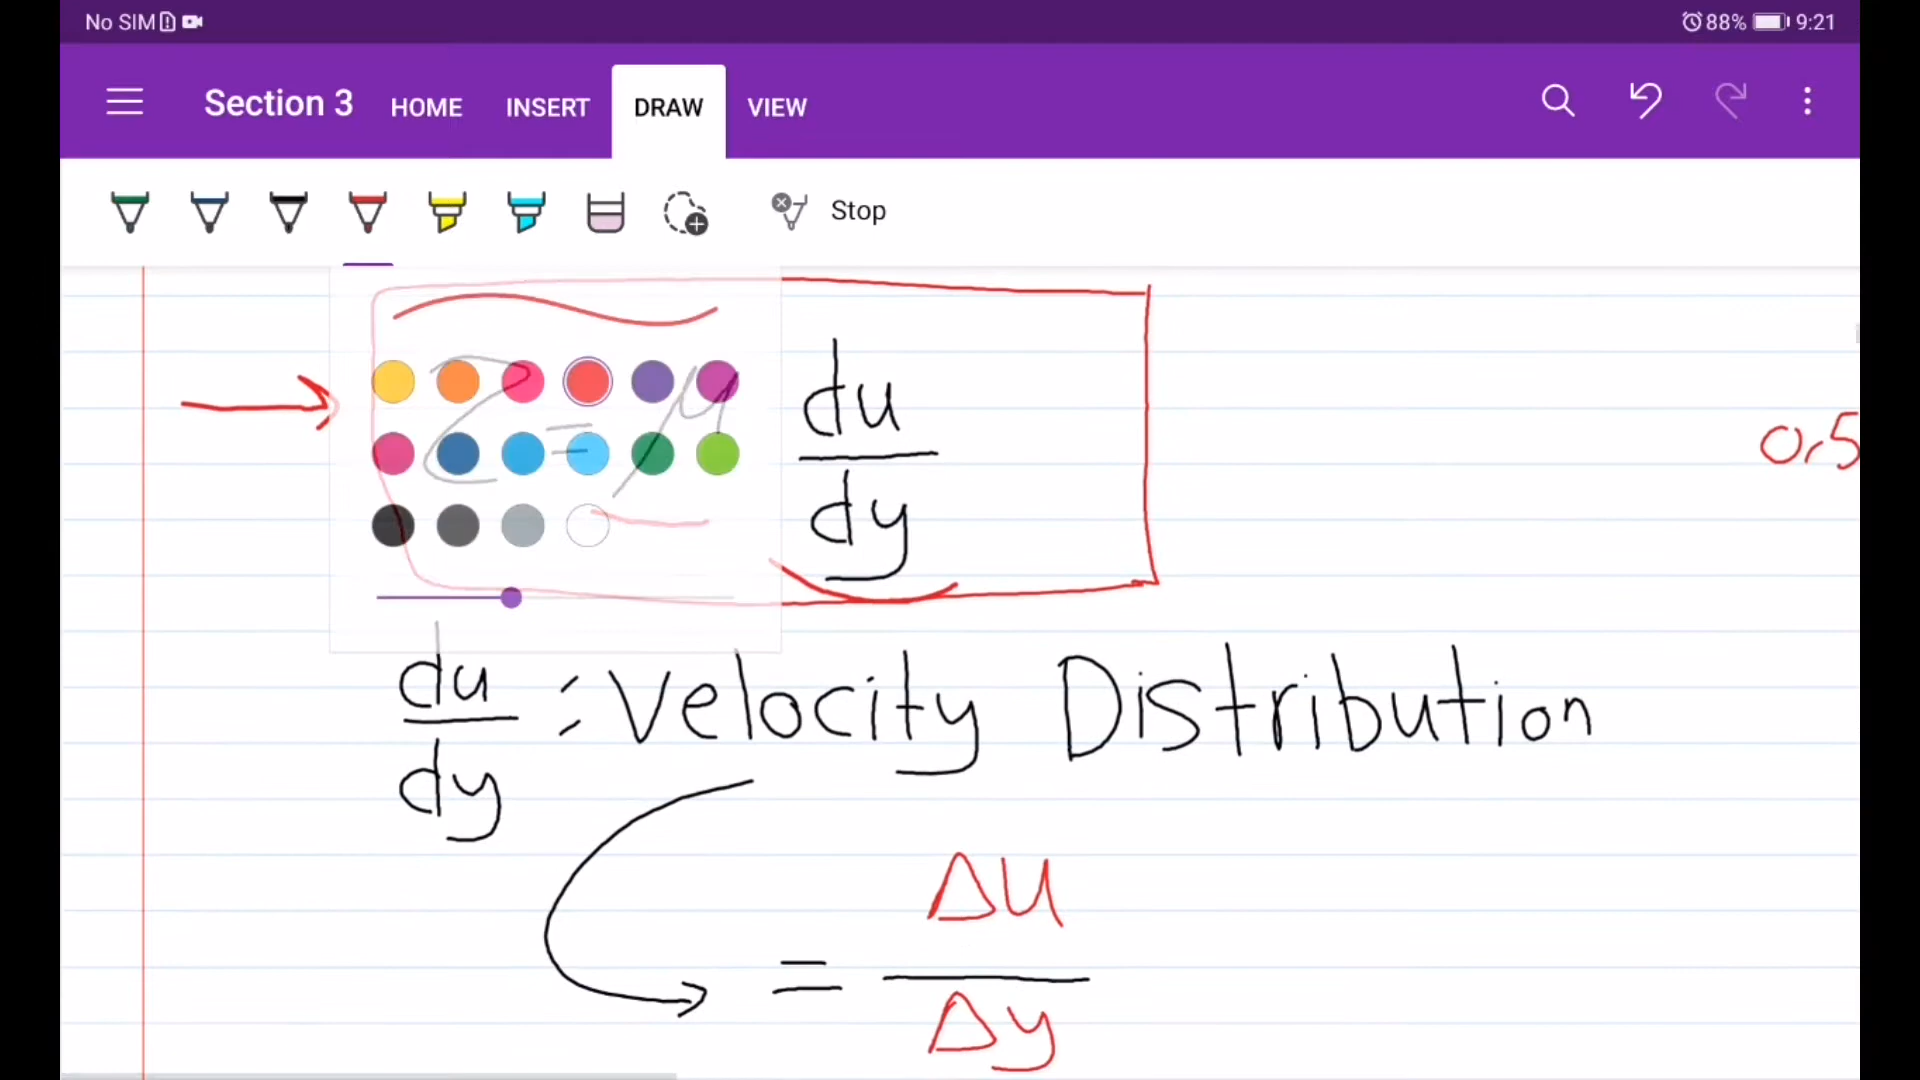 No SIM 88% 9:21
Section 3 HOME INSERT DRAW VIEW
Stop
τ = μ du/dy
0.5
du/dy : Velocity Distribution
= ΔU/Δy